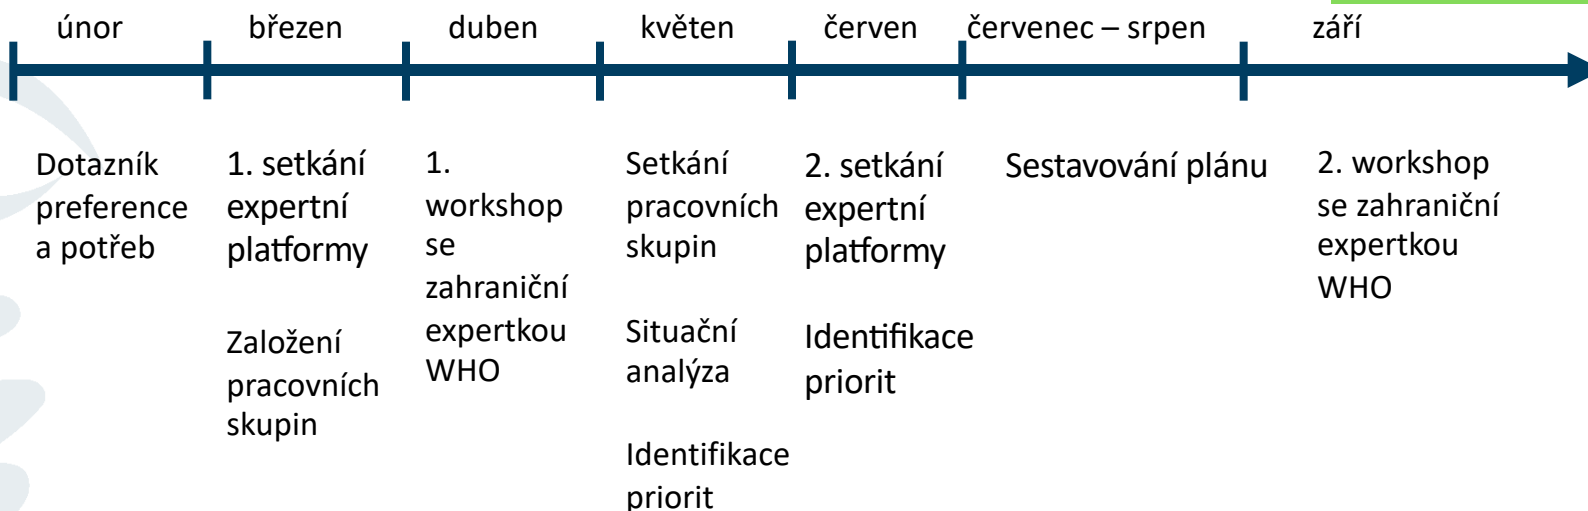 únor
březen
duben
květen
červen
červenec – srpen
září
Dotazník
preference
a potřeb
1. setkání
expertní
platformy
Založení
pracovních
skupin
1.
workshop
se
zahraniční
expertkou
WHO
Setkání
pracovních
skupin
Situační
analýza
Identifikace
priorit
2. setkání
expertní
platformy
Identifikace
priorit
Sestavování plánu
2. workshop
se zahraniční
expertkou
WHO